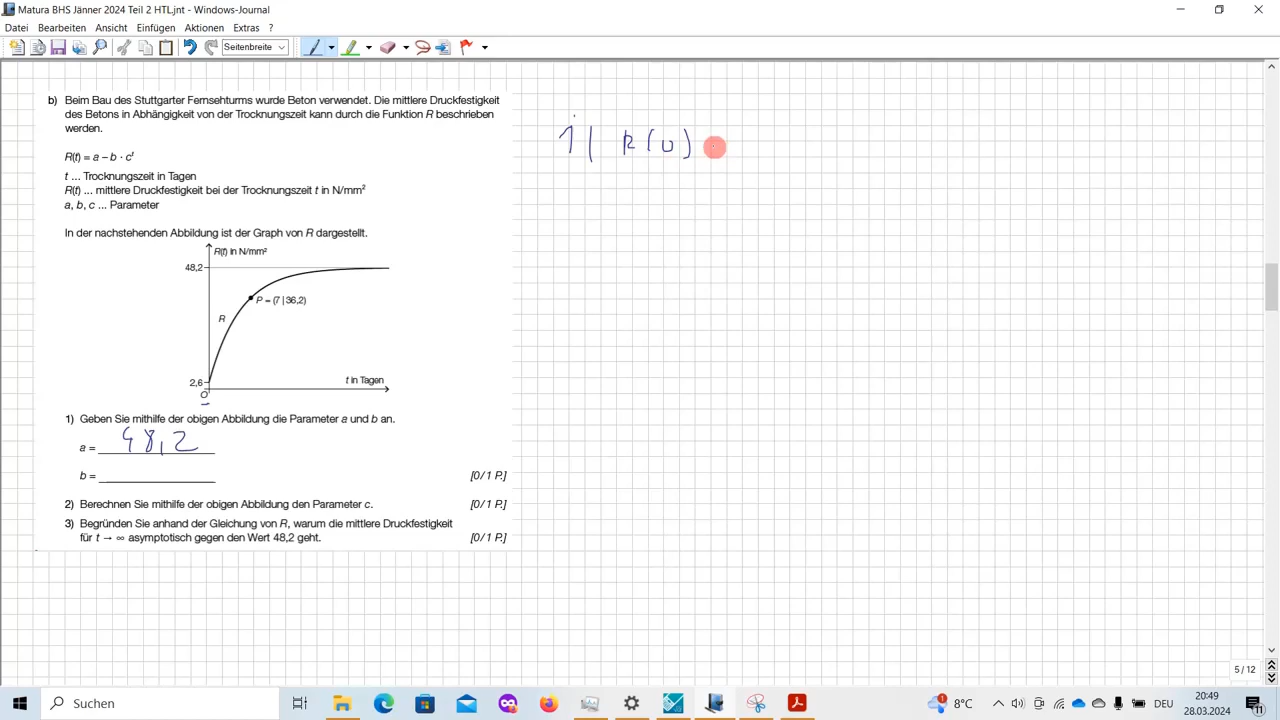 Matura BHS Jänner 2024 Teil 2 HTL.jnt - Windows-Journal
Datei Bearbeiten Ansicht Einfügen Aktionen Extras ?
Seitenbreite
b) Beim Bau des Stuttgarter Fernsehturms wurde Beton verwendet. Die mittlere Druckfestigkeit
des Betons in Abhängigkeit von der Trocknungszeit kann durch die Funktion R beschrieben
werden.
R(t) = a – b · cᵗ
t ... Trocknungszeit in Tagen
R(t) ... mittlere Druckfestigkeit bei der Trocknungszeit t in N/mm²
a, b, c ... Parameter
In der nachstehenden Abbildung ist der Graph von R dargestellt.
R(t) in N/mm²
48,2
P = (7 | 36,2)
R
2,6
t in Tagen
O
1) Geben Sie mithilfe der obigen Abbildung die Parameter a und b an.
a = 48,2
b = [0/1 P.]
2) Berechnen Sie mithilfe der obigen Abbildung den Parameter c. [0/1 P.]
3) Begründen Sie anhand der Gleichung von R, warum die mittlere Druckfestigkeit
für t → ∞ asymptotisch gegen den Wert 48,2 geht. [0/1 P.]
1| R(0)
5 / 12
Suchen
1
8°C
DEU
20:49
28.03.2024
11